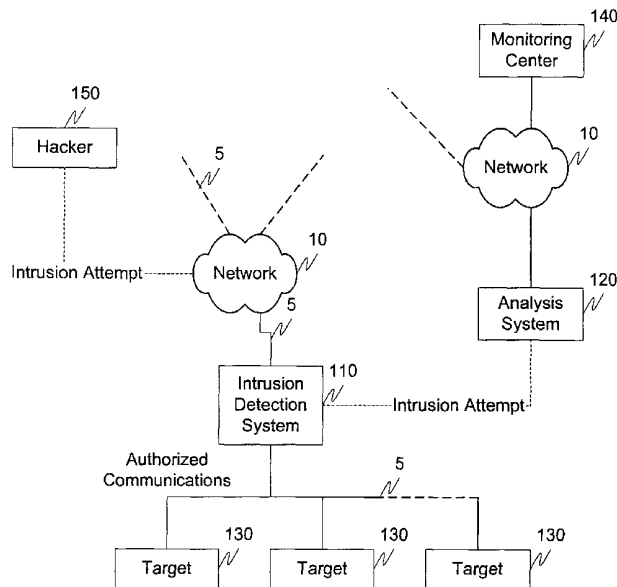 140
Monitoring
Center
150
Hacker
5
10
Network
10
Network
Intrusion Attempt
5
120
Analysis
System
110
Intrusion
Detection
System
Intrusion Attempt
Authorized
Communications
5
130
Target
130
Target
130
Target